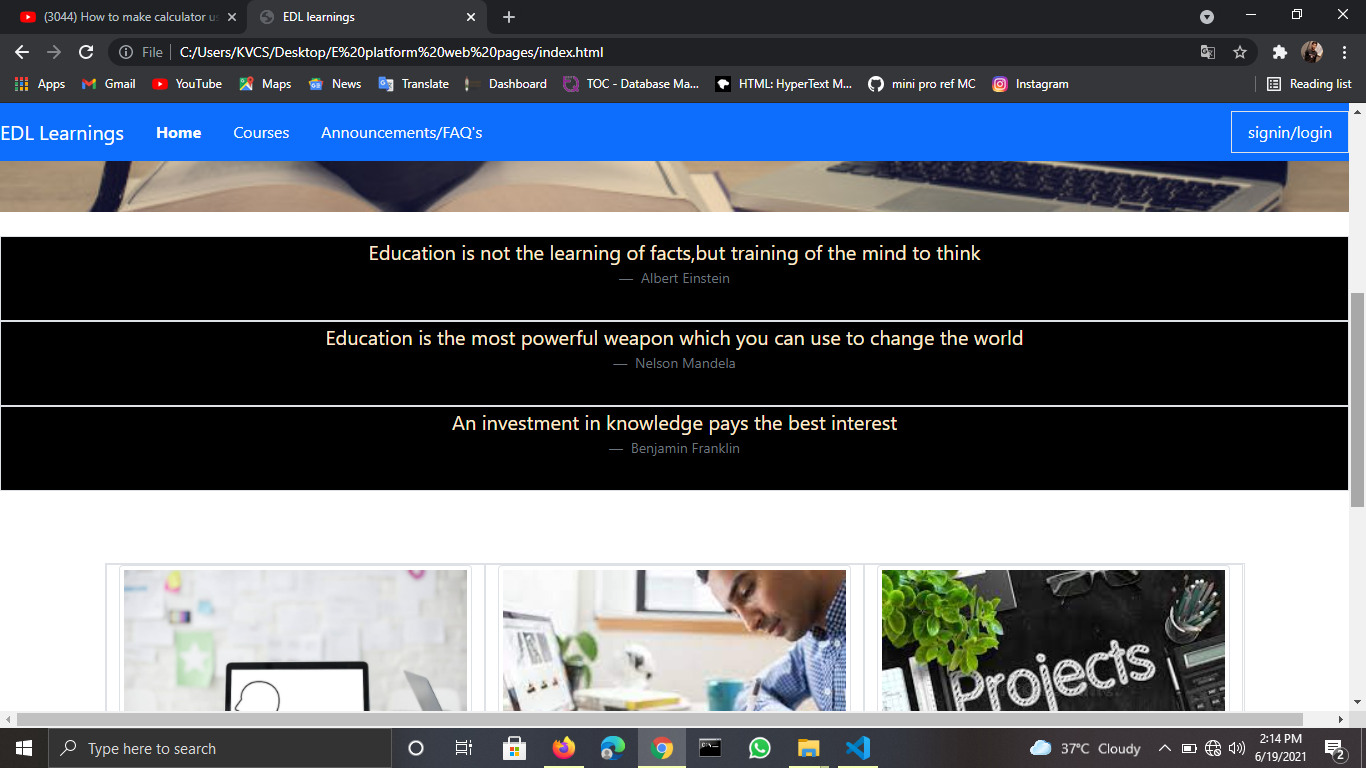 (3044) How to make calculator us
EDL learnings
File
C:/Users/KVCS/Desktop/E%20platform%20web%20pages/index.html
Apps
Gmail
YouTube
Maps
News
Translate
Dashboard
TOC - Database Ma...
HTML: HyperText M...
mini pro ref MC
Instagram
Reading list
EDL Learnings
Home
Courses
Announcements/FAQ's
signin/login
Education is not the learning of facts,but training of the mind to think
— Albert Einstein
Education is the most powerful weapon which you can use to change the world
— Nelson Mandela
An investment in knowledge pays the best interest
— Benjamin Franklin
Projects
Type here to search
37°C Cloudy
2:14 PM
6/19/2021
2